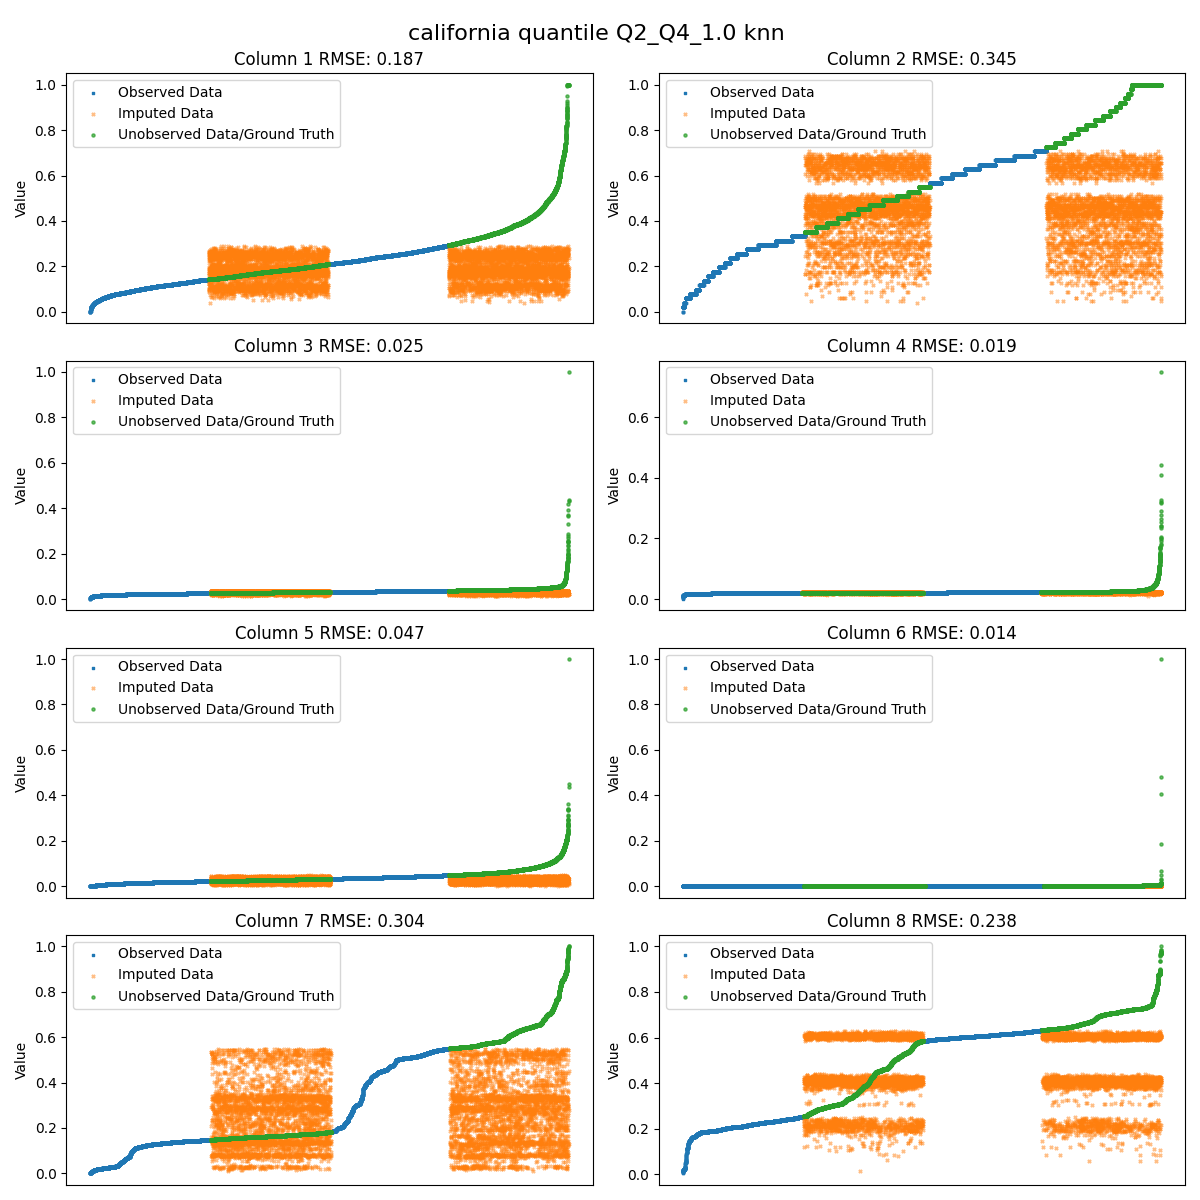 california quantile Q2_Q4_1.0 knn
Column 1 RMSE: 0.187
Value
1.0
0.8
0.6
0.4
0.2
0.0
Observed Data
Imputed Data
Unobserved Data/Ground Truth
Column 2 RMSE: 0.345
Value
1.0
0.8
0.6
0.4
0.2
0.0
Observed Data
Imputed Data
Unobserved Data/Ground Truth
Column 3 RMSE: 0.025
Value
1.0
0.8
0.6
0.4
0.2
0.0
Observed Data
Imputed Data
Unobserved Data/Ground Truth
Column 4 RMSE: 0.019
Value
0.6
0.4
0.2
0.0
Observed Data
Imputed Data
Unobserved Data/Ground Truth
Column 5 RMSE: 0.047
Value
1.0
0.8
0.6
0.4
0.2
0.0
Observed Data
Imputed Data
Unobserved Data/Ground Truth
Column 6 RMSE: 0.014
Value
1.0
0.8
0.6
0.4
0.2
0.0
Observed Data
Imputed Data
Unobserved Data/Ground Truth
Column 7 RMSE: 0.304
Value
1.0
0.8
0.6
0.4
0.2
0.0
Observed Data
Imputed Data
Unobserved Data/Ground Truth
Column 8 RMSE: 0.238
Value
1.0
0.8
0.6
0.4
0.2
0.0
Observed Data
Imputed Data
Unobserved Data/Ground Truth